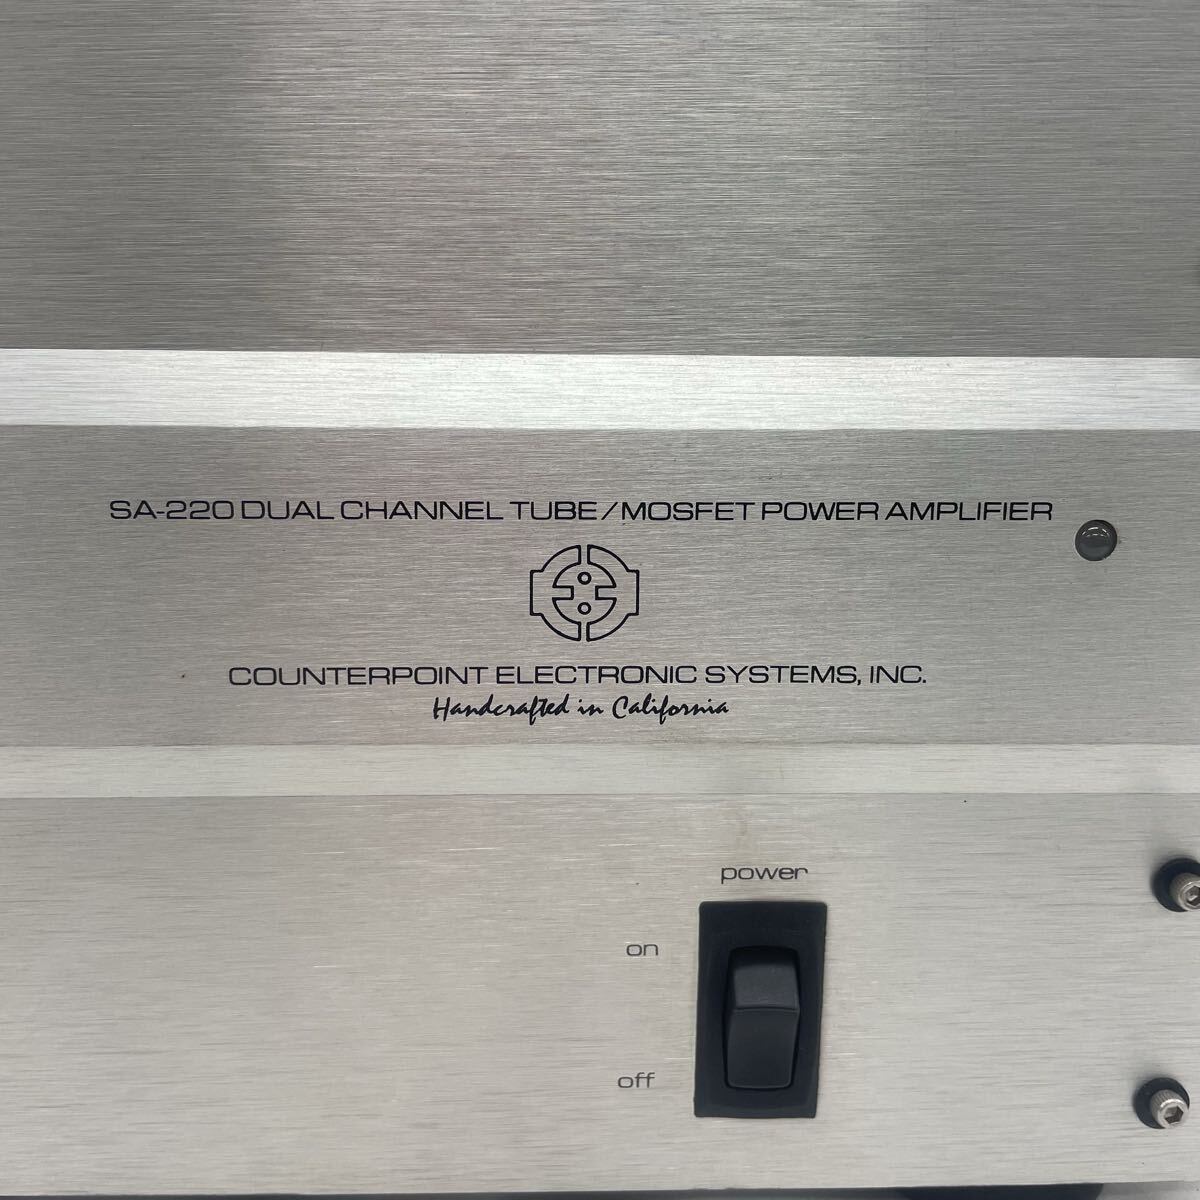 SA-220 DUAL CHANNEL TUBE/MOSFET POWER AMPLIFIER
COUNTERPOINT ELECTRONIC SYSTEMS, INC.
Handcrafted in California
power
on
off